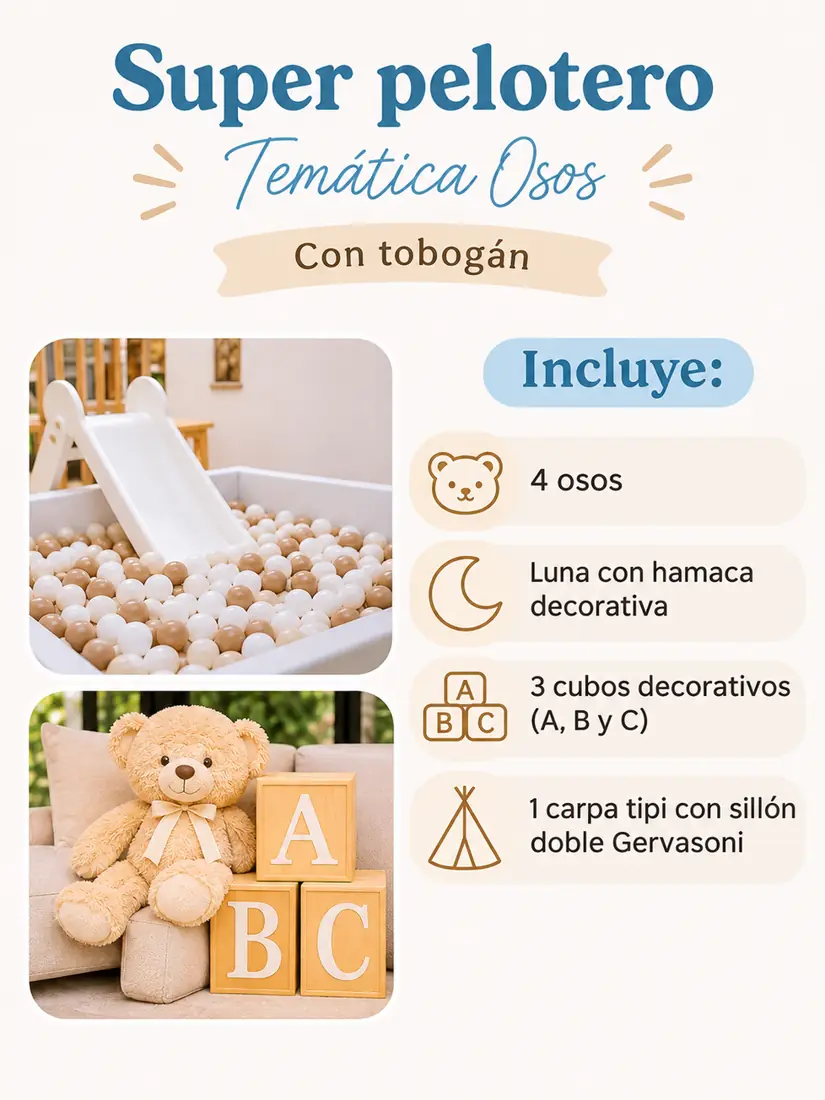 Super pelotero
Temática Osos
Con tobogán
Incluye:
4 osos
Luna con hamaca
decorativa
A
B C
3 cubos decorativos
(A, B y C)
1 carpa tipi con sillón
doble Gervasoni
A
B C